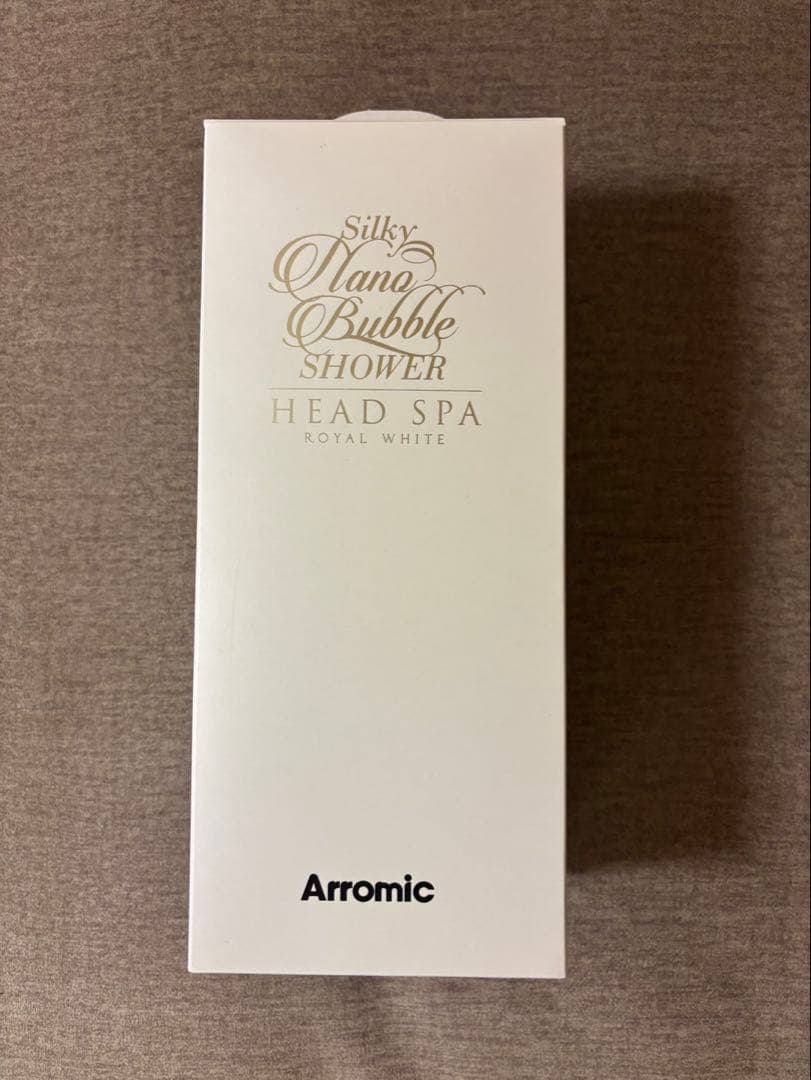 Silky
Nano
Bubble
SHOWER
HEAD SPA
ROYAL WHITE
Arromic